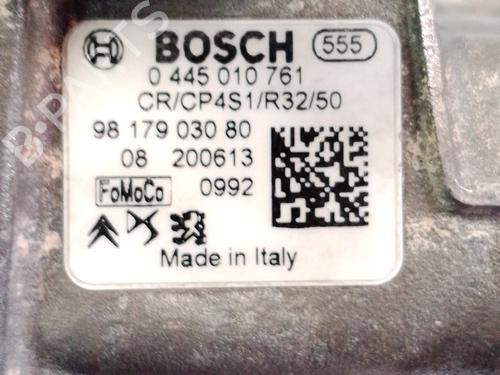 BOSCH 555
0 445 010 761
CR/CP4S1/R32/50
98 179 030 80
08 200613
FoMoCo 0992
Made in Italy
B-PARTS